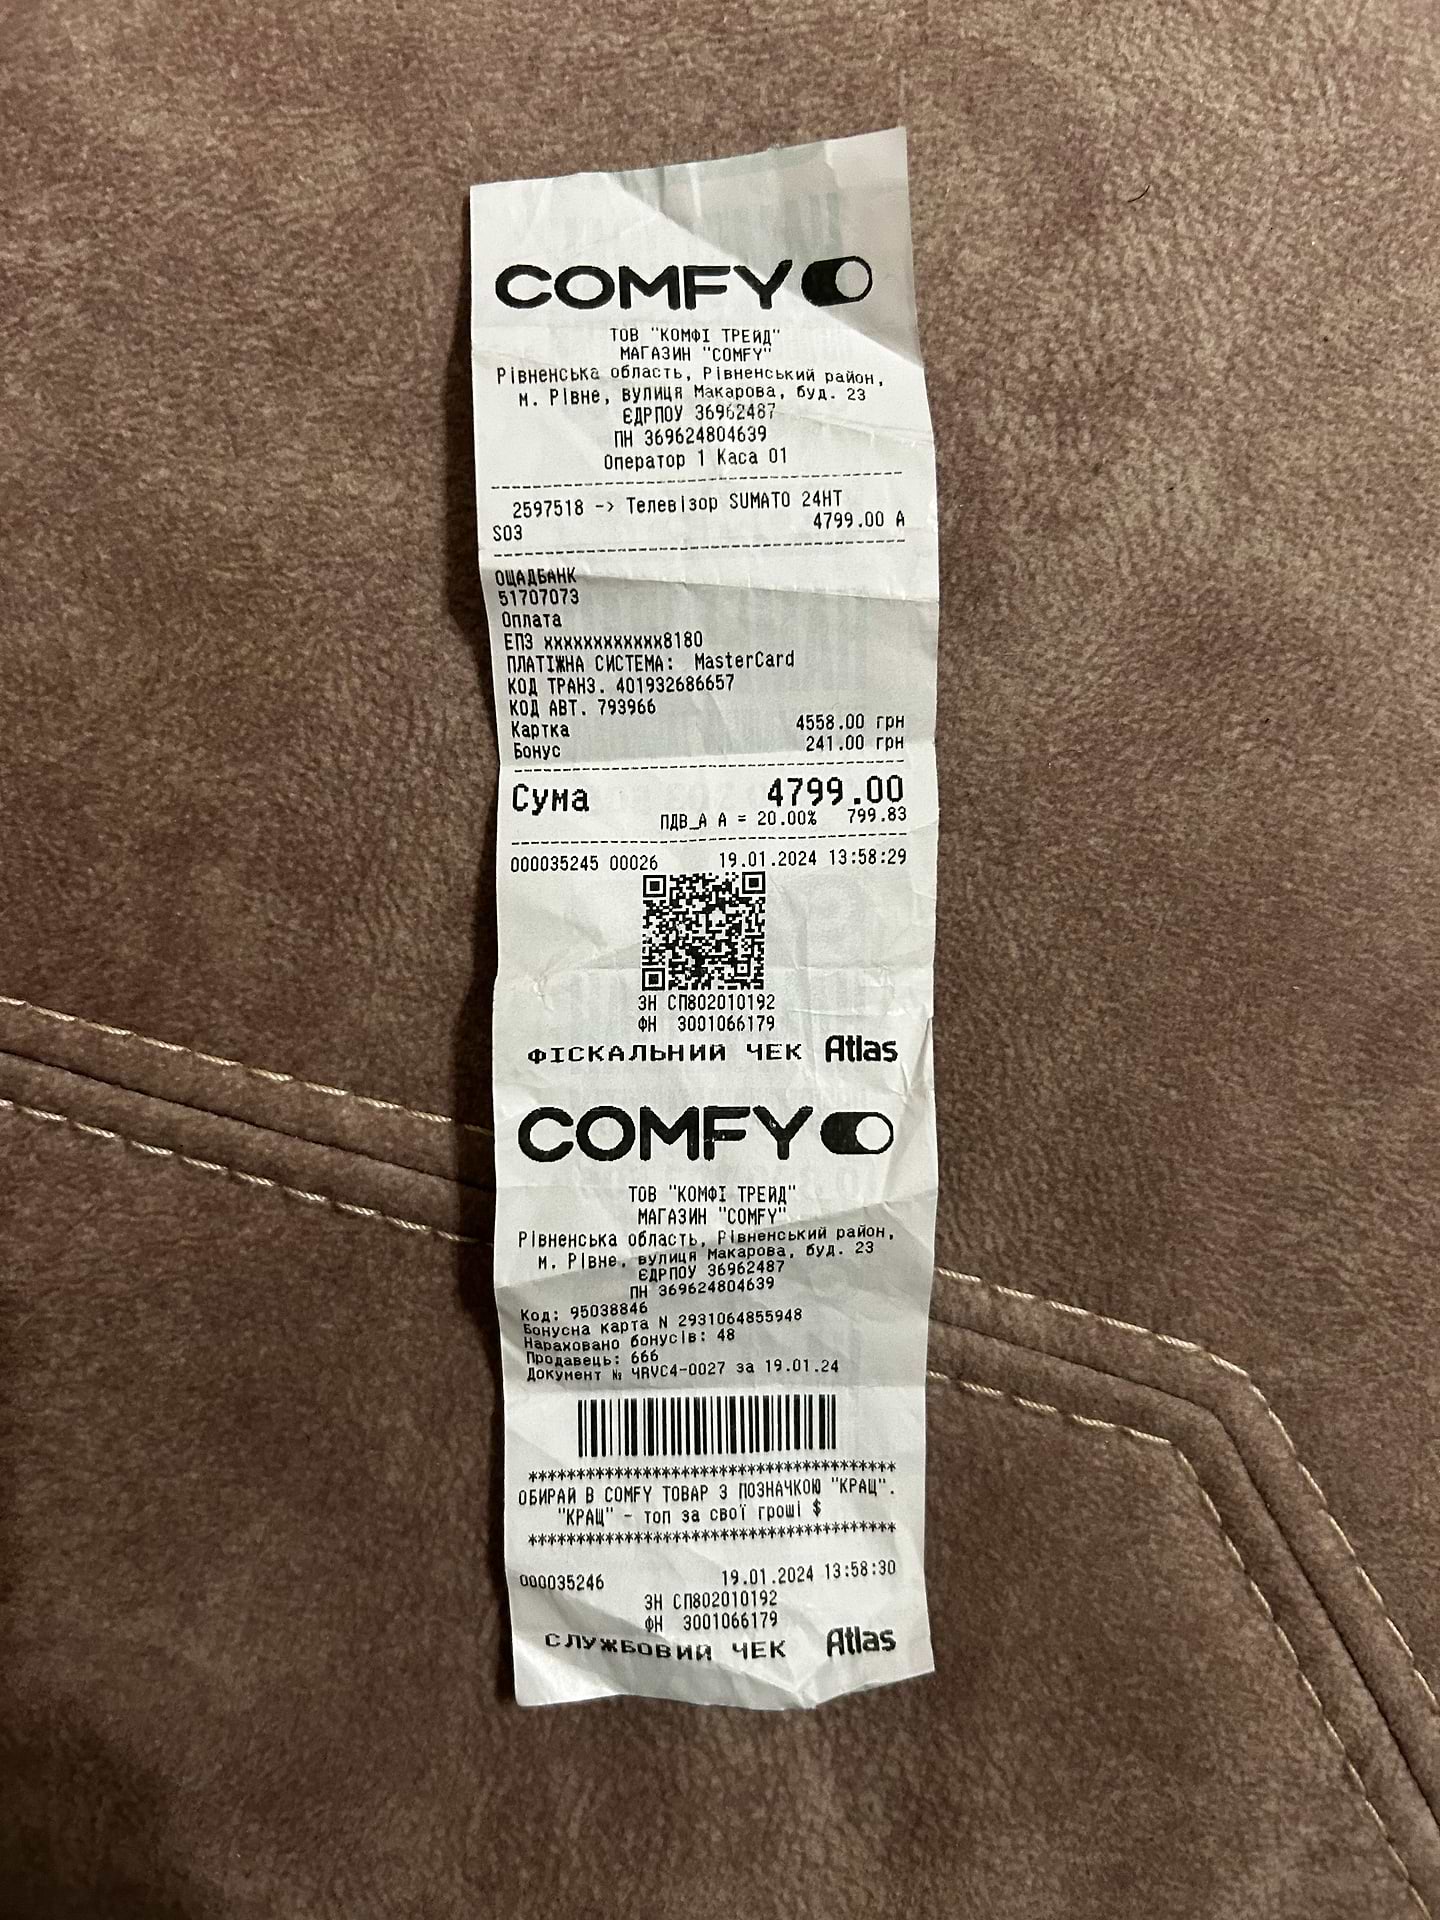 COMFY
ТОВ "КОМФІ ТРЕЙД"
МАГАЗИН "COMFY"
Рівненська область, Рівненський район,
м. Рівне, вулиця Макарова, буд. 23
ЄДРПОУ 36962487
ПН 369624804639
Оператор 1 Каса 01
2597518 -> Телевізор SUMATO 24HT
S03 4799.00 А
ОЩАДБАНК
51707073
Оплата
ЕПЗ xxxxxxxxxxxx8180
ПЛАТІЖНА СИСТЕМА: MasterCard
КОД ТРАНЗ. 401932686657
КОД АВТ. 793966
Картка 4558.00 грн
Бонус 241.00 грн
Сума 4799.00
ПДВ_А А = 20.00% 799.83
000035245 00026 19.01.2024 13:58:29
ЗН СП802010192
ФН 3001066179
ФІСКАЛЬНИЙ ЧЕК Atlas
COMFY
ТОВ "КОМФІ ТРЕЙД"
МАГАЗИН "COMFY"
Рівненська область, Рівненський район,
м. Рівне, вулиця Макарова, буд. 23
ЄДРПОУ 36962487
ПН 369624804639
Код: 95038846
Бонусна карта N 2931064855948
Нараховано бонусів: 48
Продавець: 666
Документ № ЧRVC4-0027 за 19.01.24
***************************************
ОБИРАЙ В COMFY ТОВАР З ПОЗНАЧКОЮ "КРАЩ".
"КРАЩ" - топ за свої гроші $
***************************************
000035246 19.01.2024 13:58:30
ЗН СП802010192
ФН 3001066179
СЛУЖБОВИЙ ЧЕК Atlas